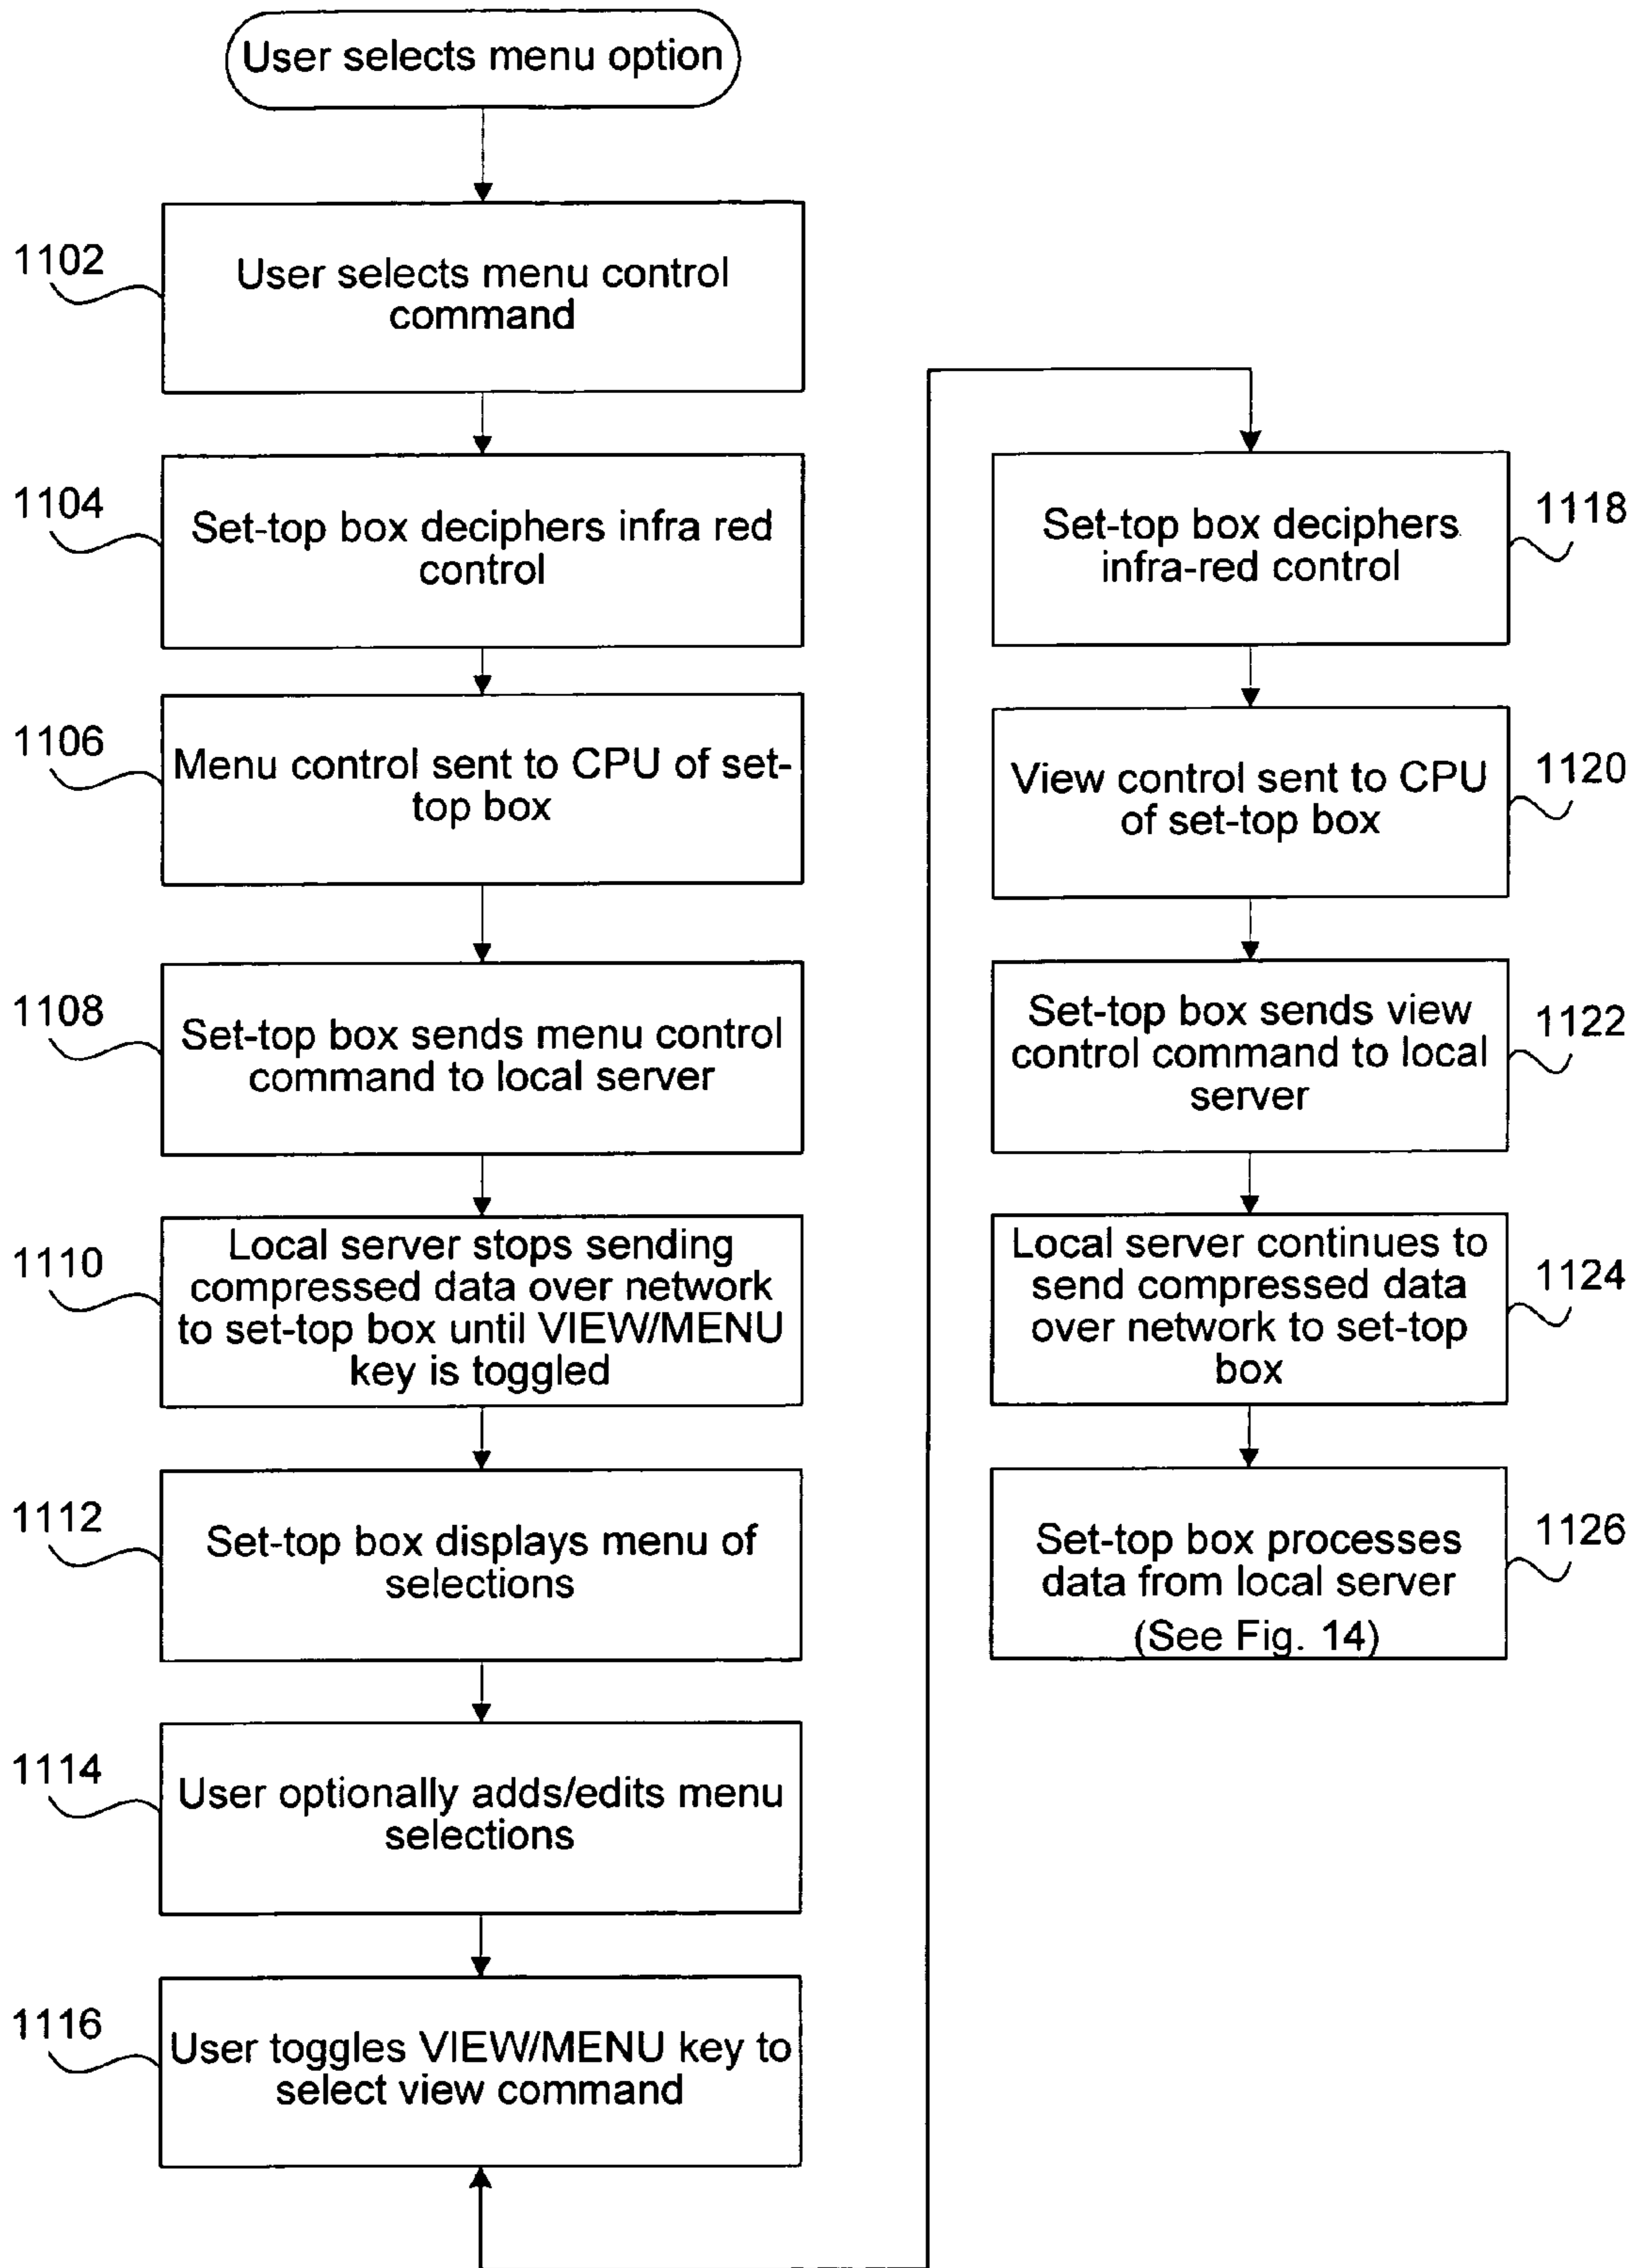 User selects menu option
1102
User selects menu control
command
1104
Set-top box deciphers infra red
control
1106
Menu control sent to CPU of set-
top box
1108
Set-top box sends menu control
command to local server
1110
Local server stops sending
compressed data over network
to set-top box until VIEW/MENU
key is toggled
1112
Set-top box displays menu of
selections
1114
User optionally adds/edits menu
selections
1116
User toggles VIEW/MENU key to
select view command
1118
Set-top box deciphers
infra-red control
1120
View control sent to CPU
of set-top box
1122
Set-top box sends view
control command to local
server
1124
Local server continues to
send compressed data
over network to set-top
box
1126
Set-top box processes
data from local server
(See Fig. 14)